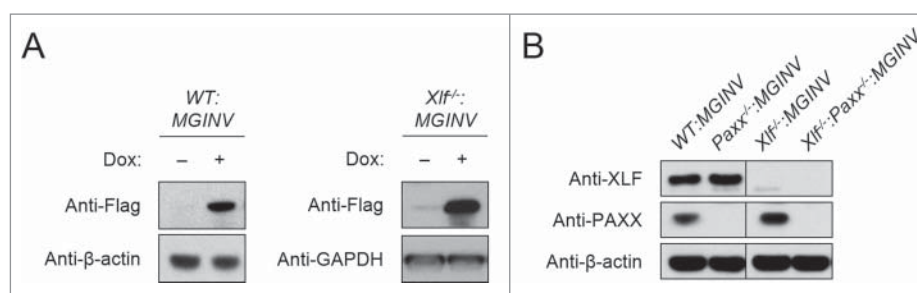 A
WT:
MGINV
Dox: – +
Anti-Flag
Anti-β-actin
Xlf-/-:
MGINV
Dox: – +
Anti-Flag
Anti-GAPDH
B
WT:MGINV
Paxx-/-:MGINV
Xlf-/-:MGINV
Xlf-/-:Paxx-/-:MGINV
Anti-XLF
Anti-PAXX
Anti-β-actin